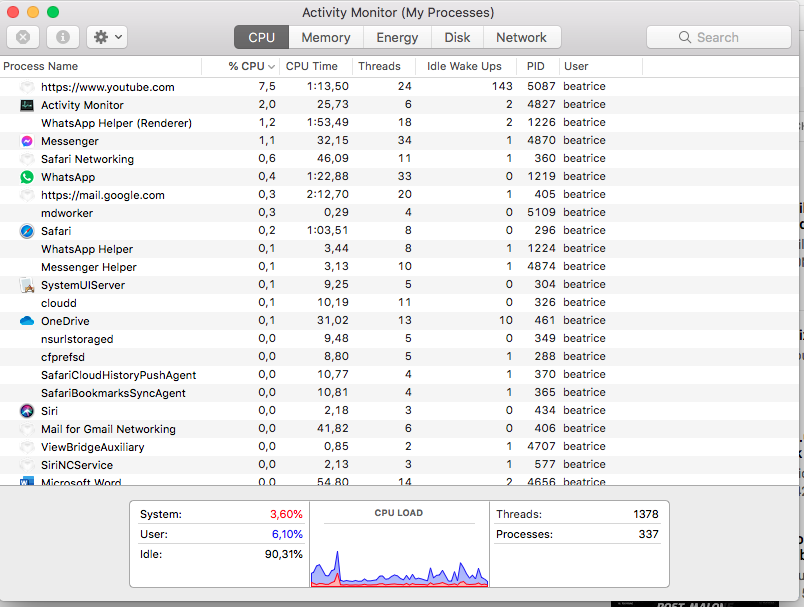 Activity Monitor (My Processes)
CPU Memory Energy Disk Network Search
Process Name % CPU CPU Time Threads Idle Wake Ups PID User
https://www.youtube.com 7,5 1:13,50 24 143 5087 beatrice
Activity Monitor 2,0 25,73 6 2 4827 beatrice
WhatsApp Helper (Renderer) 1,2 1:53,49 18 2 1226 beatrice
Messenger 1,1 32,15 34 1 4870 beatrice
Safari Networking 0,6 46,09 11 1 360 beatrice
WhatsApp 0,4 1:22,88 33 0 1219 beatrice
https://mail.google.com 0,3 2:12,70 20 1 405 beatrice
mdworker 0,3 0,29 4 0 5109 beatrice
Safari 0,2 1:03,51 8 0 296 beatrice
WhatsApp Helper 0,1 3,44 8 1 1224 beatrice
Messenger Helper 0,1 3,13 10 1 4874 beatrice
SystemUIServer 0,1 9,25 5 0 304 beatrice
cloudd 0,1 10,19 11 0 326 beatrice
OneDrive 0,1 31,02 13 10 461 beatrice
nsurlstoraged 0,0 9,48 5 0 349 beatrice
cfprefsd 0,0 8,80 5 1 288 beatrice
SafariCloudHistoryPushAgent 0,0 10,77 4 1 370 beatrice
SafariBookmarksSyncAgent 0,0 10,81 4 1 365 beatrice
Siri 0,0 2,18 3 0 434 beatrice
Mail for Gmail Networking 0,0 41,82 6 0 406 beatrice
ViewBridgeAuxiliary 0,0 0,85 2 1 4707 beatrice
SiriNCService 0,0 2,13 3 1 577 beatrice
Microsoft Word 0,0 54,80 14 2 4656 beatrice
System: 3,60% CPU LOAD Threads: 1378
User: 6,10% Processes: 337
Idle: 90,31%
POST MALONE